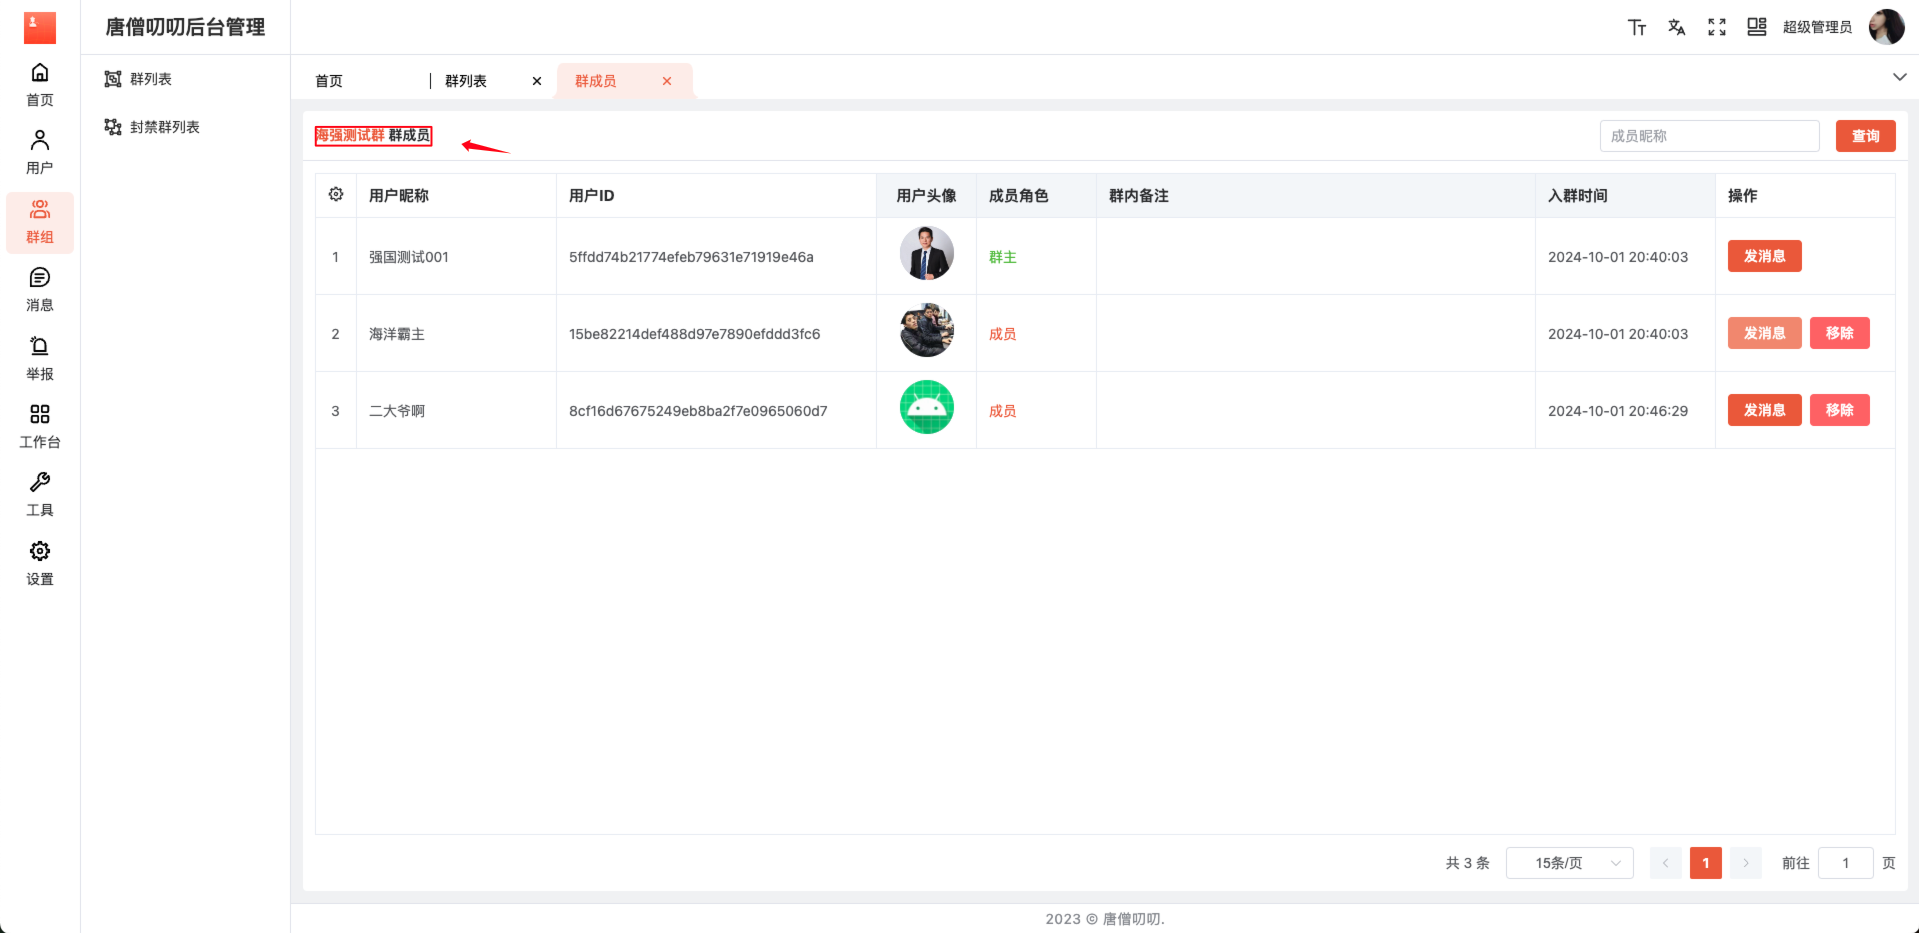 唐僧叨叨后台管理
超级管理员
首页
用户
群组
消息
举报
工作台
工具
设置
群列表
封禁群列表
首页
群列表
群成员
海强测试群 群成员
成员昵称
查询
用户昵称 用户ID 用户头像 成员角色 群内备注 入群时间 操作
1 强国测试001 5ffdd74b21774efeb79631e71919e46a 群主 2024-10-01 20:40:03 发消息
2 海洋霸主 15be82214def488d97e7890efddd3fc6 成员 2024-10-01 20:40:03 发消息 移除
3 二大爷啊 8cf16d67675249eb8ba2f7e0965060d7 成员 2024-10-01 20:46:29 发消息 移除
共 3 条 15条/页 1 前往 1 页
2023 © 唐僧叨叨.